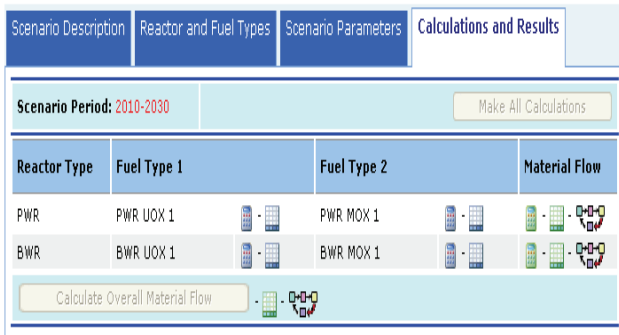 Scenario Description Reactor and Fuel Types Scenario Parameters Calculations and Results
Scenario Period: 2010-2030 Make All Calculations
Reactor Type Fuel Type 1 Fuel Type 2 Material Flow
PWR PWR UOX 1 - PWR MOX 1 - - -
BWR BWR UOX 1 - BWR MOX 1 - - -
Calculate Overall Material Flow - -